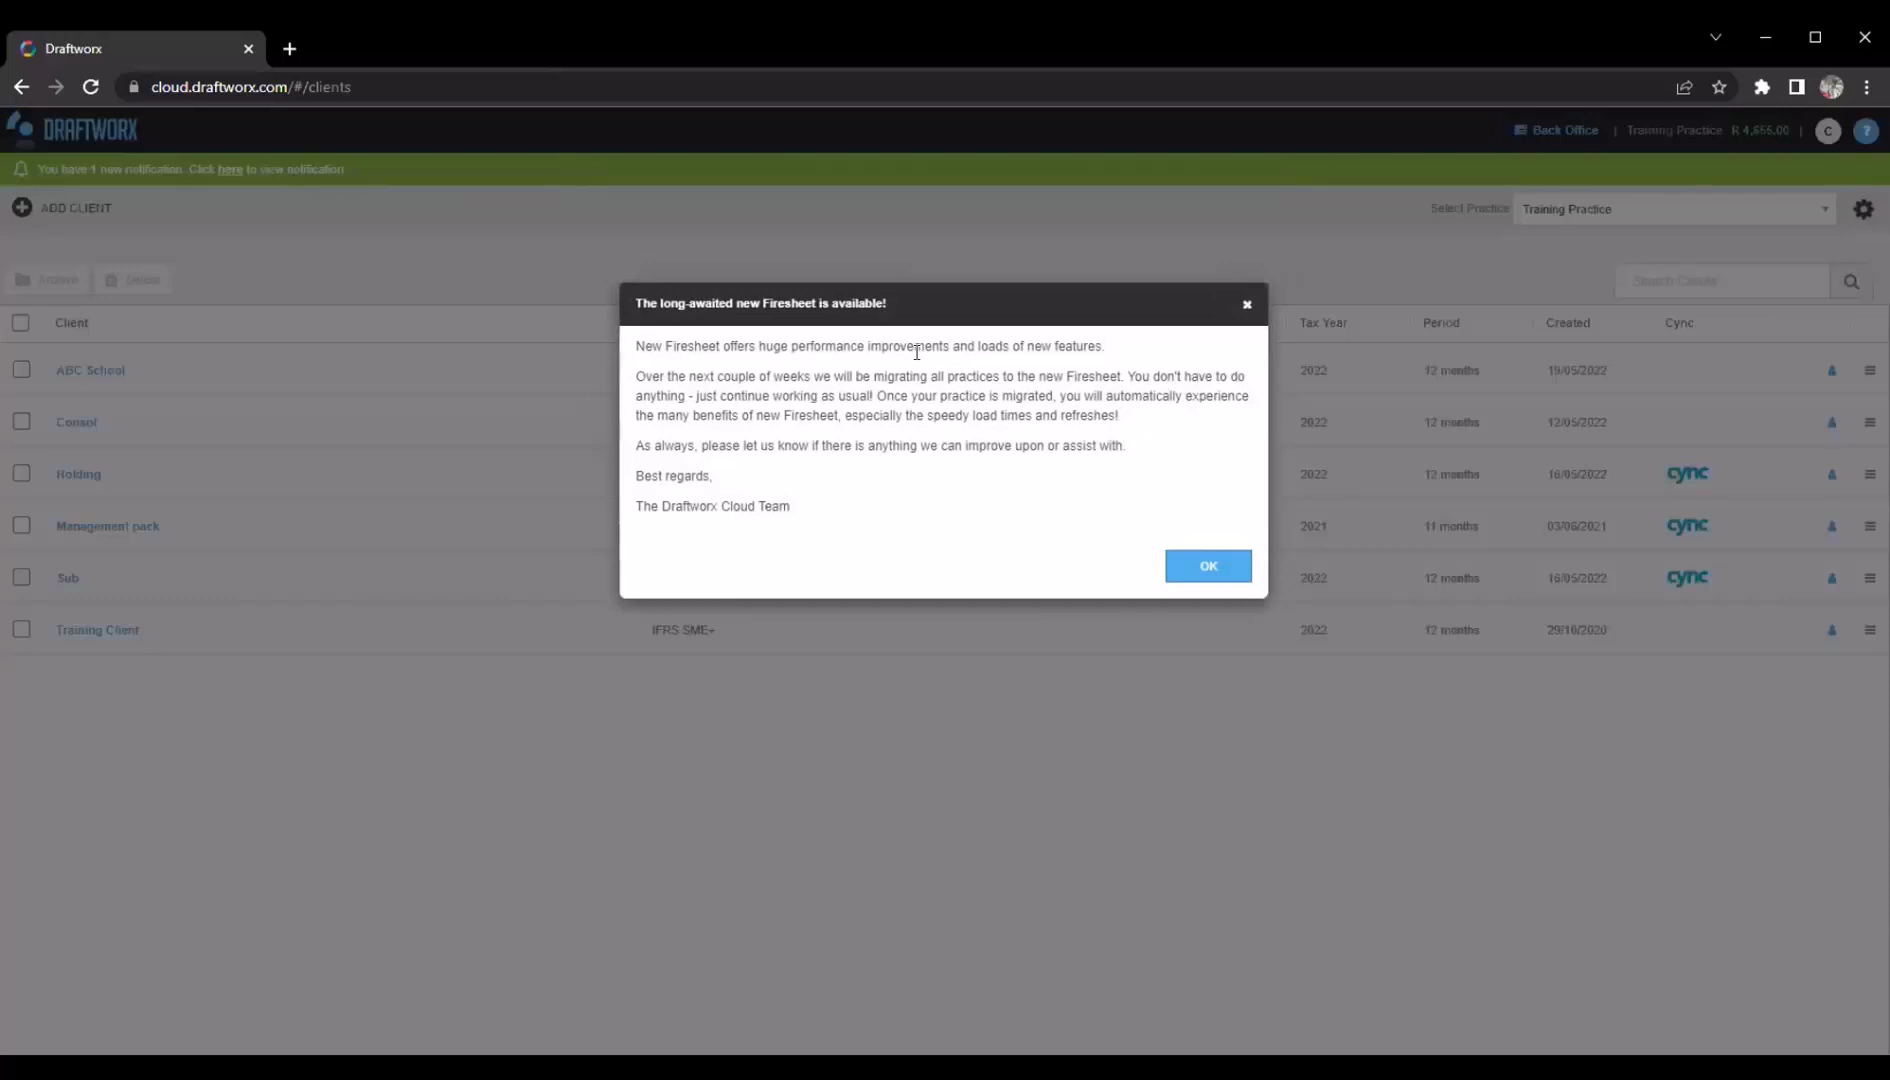 Draftworx
cloud.draftworx.com/#/clients
DRAFTWORX
Back Office | Training Practice R 4,655.00 | C ?
You have 1 new notification. Click here to view notification
ADD CLIENT
Select Practice Training Practice
Archive Delete
Search Clients
The long-awaited new Firesheet is available!
New Firesheet offers huge performance improvements and loads of new features.
Over the next couple of weeks we will be migrating all practices to the new Firesheet. You don't have to do
anything - just continue working as usual! Once your practice is migrated, you will automatically experience
the many benefits of new Firesheet, especially the speedy load times and refreshes!
As always, please let us know if there is anything we can improve upon or assist with.
Best regards,
The Draftworx Cloud Team
OK
Client Tax Year Period Created Cync
ABC School 2022 12 months 19/05/2022
Consol 2022 12 months 12/05/2022
Holding 2022 12 months 16/05/2022 cync
Management pack 2021 11 months 03/06/2021 cync
Sub 2022 12 months 16/05/2022 cync
Training Client IFRS SME+ 2022 12 months 29/10/2020